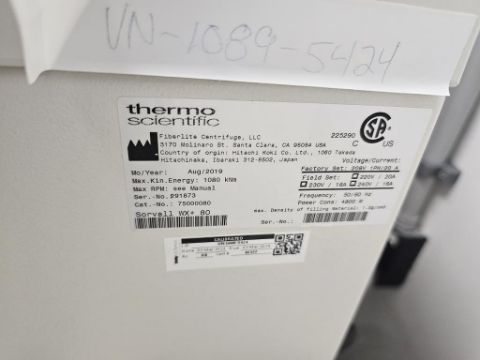 VN-1089-5424
thermo
scientific
Fiberlite Centrifuge, LLC
3170 Molinaro St. Santa Clara, CA 95054 USA
Country of origin: Hitachi Koki Co., Ltd., 1060 Takeda
Hitachinaka, Ibaraki 312-8502, Japan
225290
C US
Mo/Year: Aug/2019
Max.Kin.Energy: 1080 kNm
Max RPM: see Manual
Ser.-No.: 291873
Cat.-No.: 75000080
Sorvall WX+ 80
Voltage/Current:
Factory Set: 208V 1PH/30 A
Field Set: 220V / 20A
230V / 16A 240V / 16A
Frequency: 50/60 Hz
Power Cons: 4800 W
max. Density of filling Material: 1.2g/cm3
Ser.-No.: